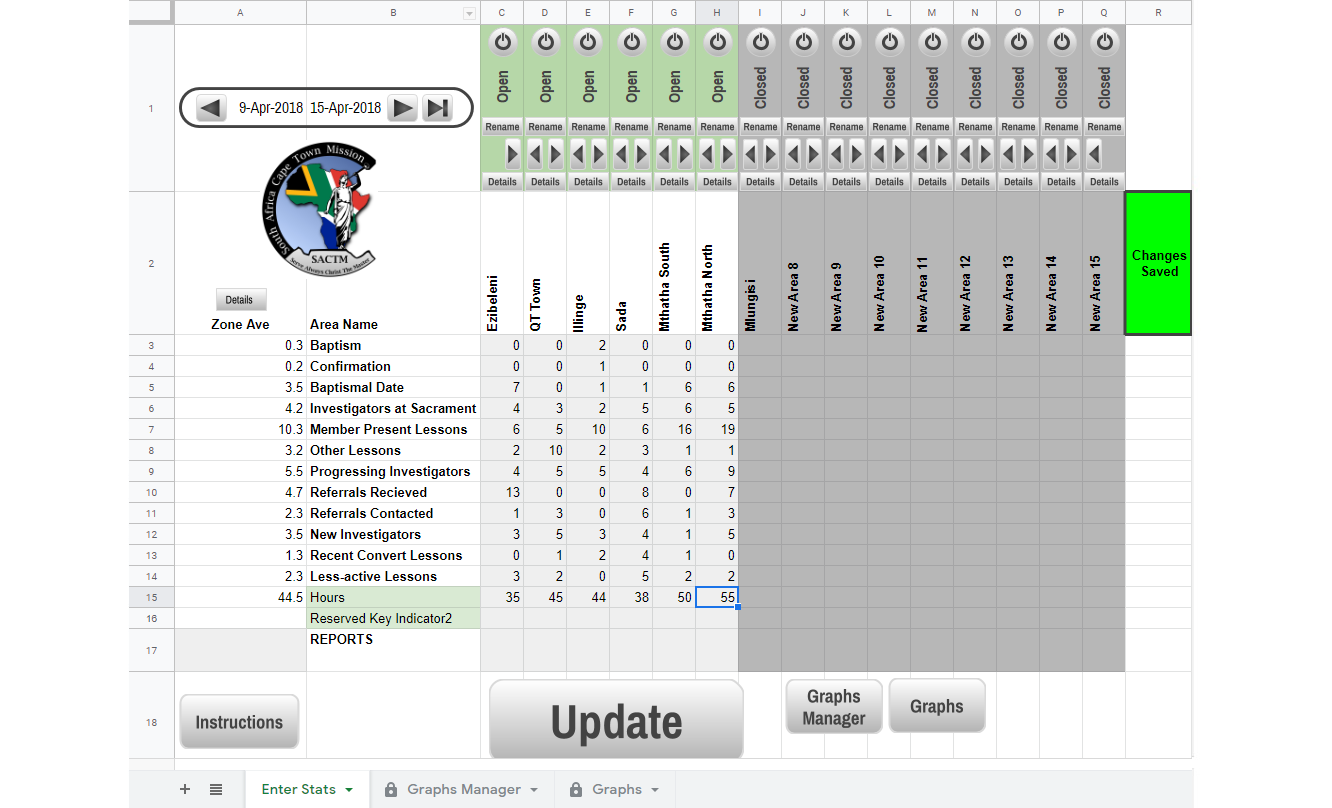 A B C D E F G H I J K L M N O P Q R
1
9-Apr-2018 15-Apr-2018
Open Open Open Open Open Open Closed Closed Closed Closed Closed Closed Closed Closed Closed
Rename Rename Rename Rename Rename Rename Rename Rename Rename Rename Rename Rename Rename Rename Rename
Details Details Details Details Details Details Details Details Details Details Details Details Details Details Details
South Africa Cape Town Mission
SACTM
Serve Always Christ The Master
2
Details
Zone Ave Area Name
Ezibeleni QT Town Illinge Sada Mthatha South Mthatha North Mlungisi New Area 8 New Area 9 New Area 10 New Area 11 New Area 12 New Area 13 New Area 14 New Area 15
Changes
Saved
3 0.3 Baptism 0 0 2 0 0 0
4 0.2 Confirmation 0 0 1 0 0 0
5 3.5 Baptismal Date 7 0 1 1 6 6
6 4.2 Investigators at Sacrament 4 3 2 5 6 5
7 10.3 Member Present Lessons 6 5 10 6 16 19
8 3.2 Other Lessons 2 10 2 3 1 1
9 5.5 Progressing Investigators 4 5 5 4 6 9
10 4.7 Referrals Recieved 13 0 0 8 0 7
11 2.3 Referrals Contacted 1 3 0 6 1 3
12 3.5 New Investigators 3 5 3 4 1 5
13 1.3 Recent Convert Lessons 0 1 2 4 1 0
14 2.3 Less-active Lessons 3 2 0 5 2 2
15 44.5 Hours 35 45 44 38 50 55
16 Reserved Key Indicator2
17 REPORTS
18 Instructions Update Graphs Manager Graphs
Enter Stats Graphs Manager Graphs